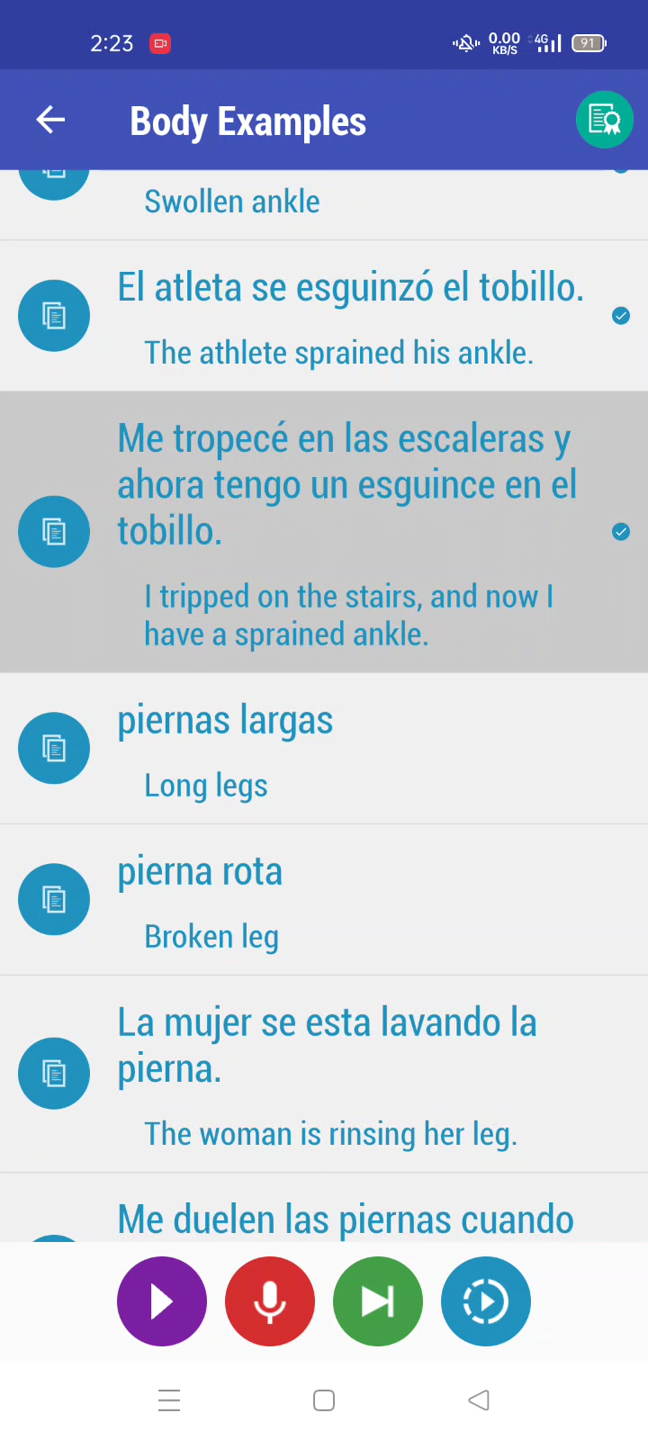 2:23
0.00
KB/S
4G
91
Body Examples
Swollen ankle
El atleta se esguinzó el tobillo.
The athlete sprained his ankle.
Me tropecé en las escaleras y
ahora tengo un esguince en el
tobillo.
I tripped on the stairs, and now I
have a sprained ankle.
piernas largas
Long legs
pierna rota
Broken leg
La mujer se esta lavando la
pierna.
The woman is rinsing her leg.
Me duelen las piernas cuando